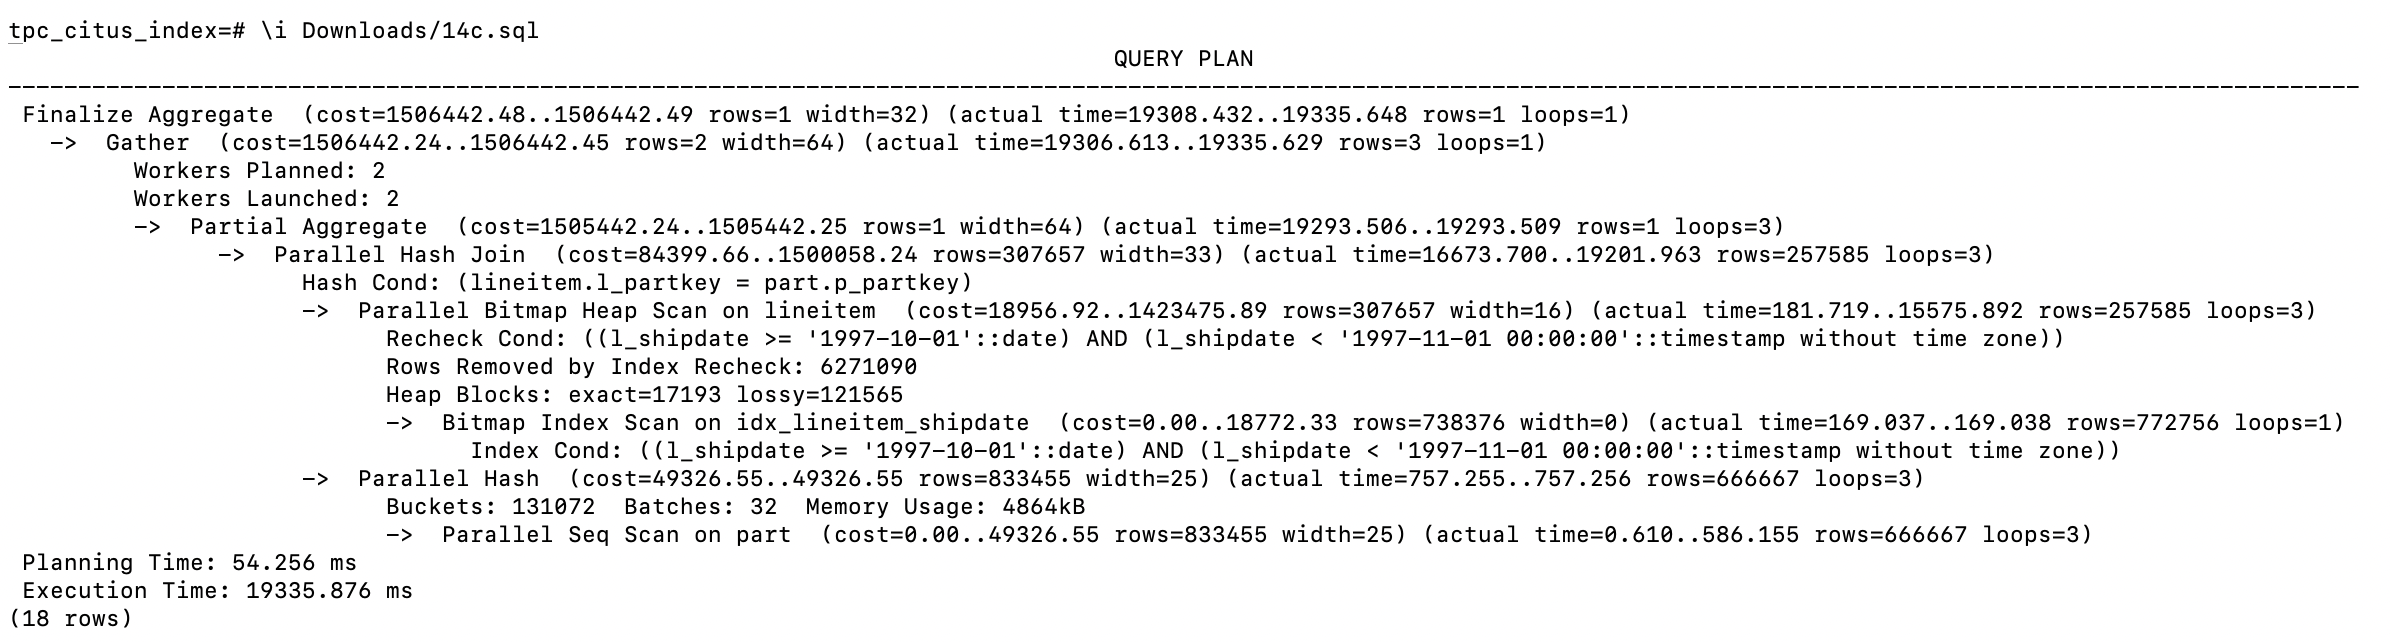 tpc_citus_index=# \i Downloads/14c.sql
QUERY PLAN
------------------------------------------------------------------------------------------------------------------------------------------------------------------------
Finalize Aggregate  (cost=1506442.48..1506442.49 rows=1 width=32) (actual time=19308.432..19335.648 rows=1 loops=1)
->  Gather  (cost=1506442.24..1506442.45 rows=2 width=64) (actual time=19306.613..19335.629 rows=3 loops=1)
Workers Planned: 2
Workers Launched: 2
->  Partial Aggregate  (cost=1505442.24..1505442.25 rows=1 width=64) (actual time=19293.506..19293.509 rows=1 loops=3)
->  Parallel Hash Join  (cost=84399.66..1500058.24 rows=307657 width=33) (actual time=16673.700..19201.963 rows=257585 loops=3)
Hash Cond: (lineitem.l_partkey = part.p_partkey)
->  Parallel Bitmap Heap Scan on lineitem  (cost=18956.92..1423475.89 rows=307657 width=16) (actual time=181.719..15575.892 rows=257585 loops=3)
Recheck Cond: ((l_shipdate >= '1997-10-01'::date) AND (l_shipdate < '1997-11-01 00:00:00'::timestamp without time zone))
Rows Removed by Index Recheck: 6271090
Heap Blocks: exact=17193 lossy=121565
->  Bitmap Index Scan on idx_lineitem_shipdate  (cost=0.00..18772.33 rows=738376 width=0) (actual time=169.037..169.038 rows=772756 loops=1)
Index Cond: ((l_shipdate >= '1997-10-01'::date) AND (l_shipdate < '1997-11-01 00:00:00'::timestamp without time zone))
->  Parallel Hash  (cost=49326.55..49326.55 rows=833455 width=25) (actual time=757.255..757.256 rows=666667 loops=3)
Buckets: 131072  Batches: 32  Memory Usage: 4864kB
->  Parallel Seq Scan on part  (cost=0.00..49326.55 rows=833455 width=25) (actual time=0.610..586.155 rows=666667 loops=3)
Planning Time: 54.256 ms
Execution Time: 19335.876 ms
(18 rows)